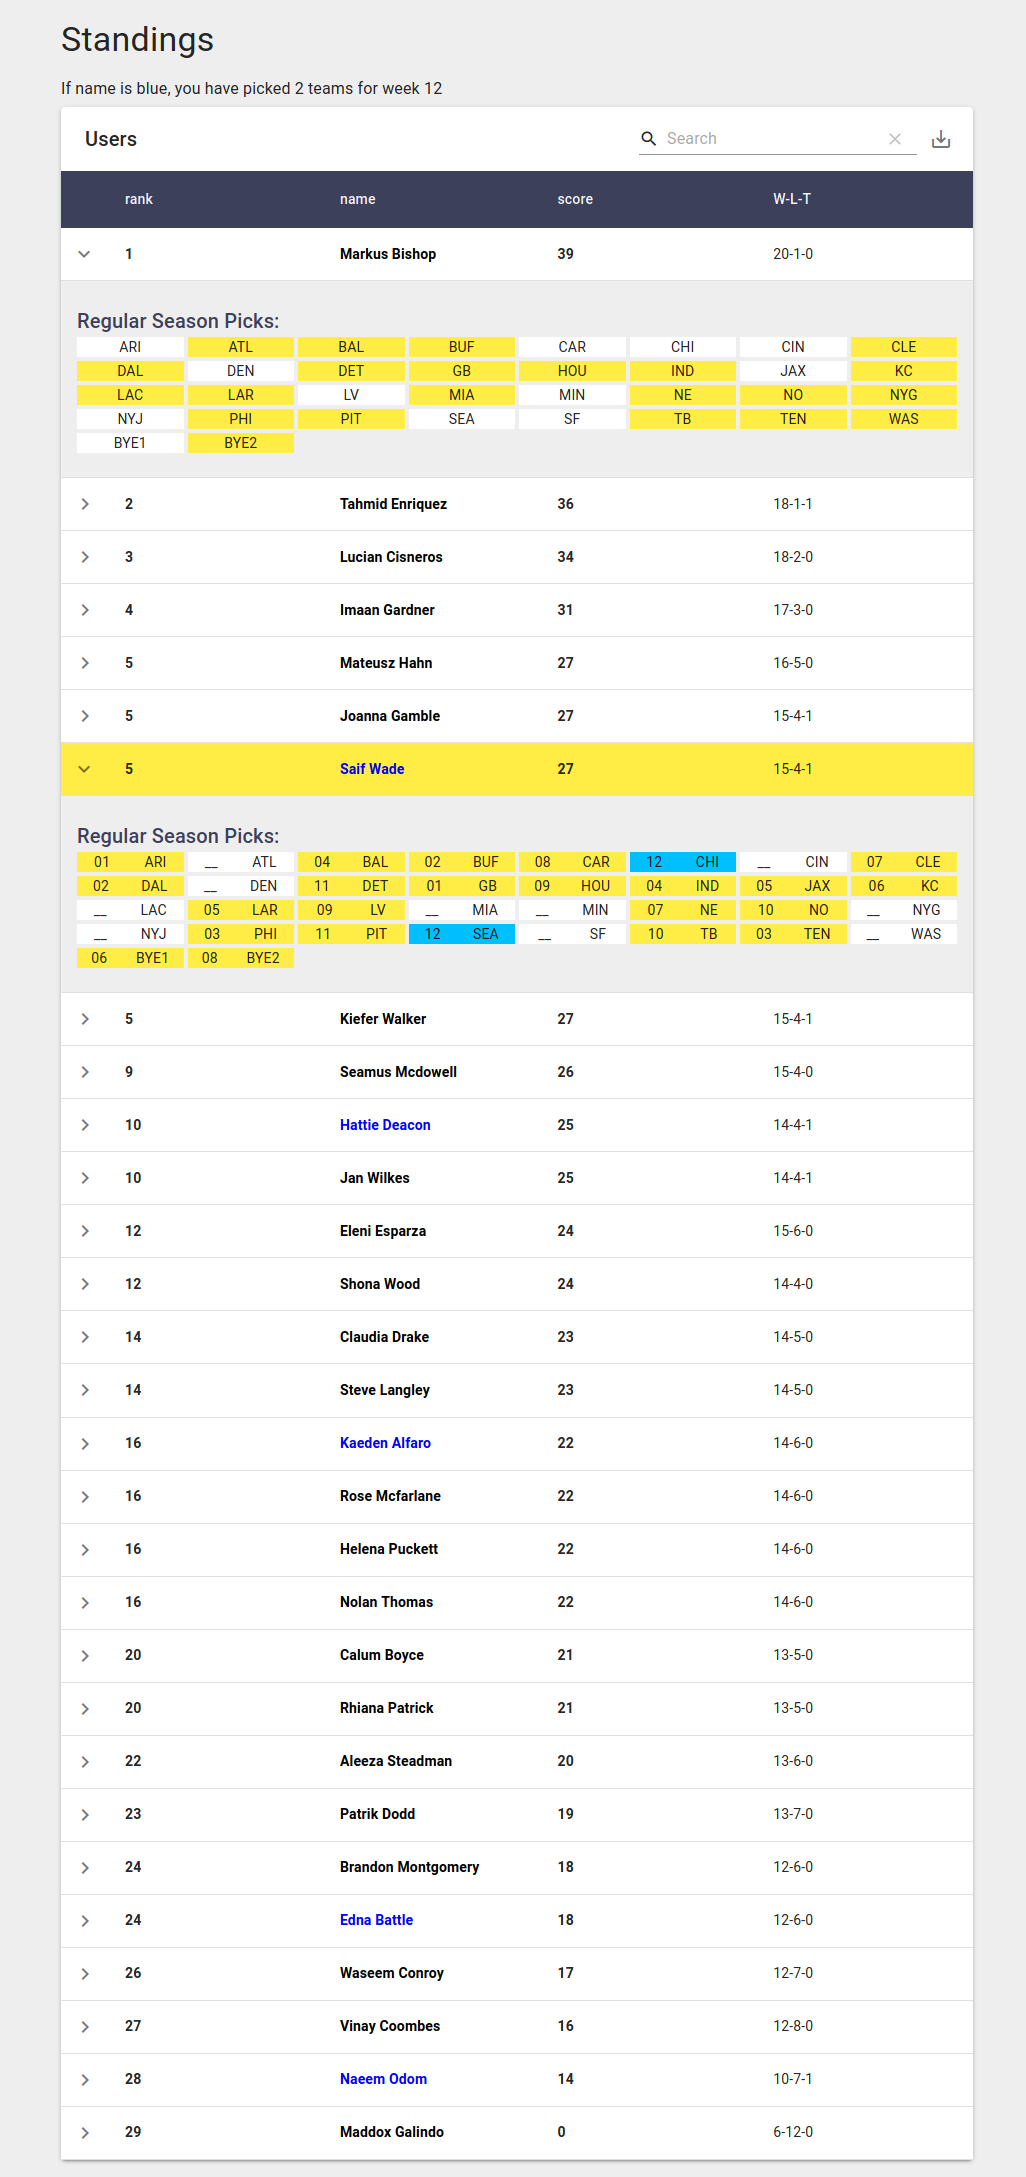 Standings
If name is blue, you have picked 2 teams for week 12
Users Search
rank name score W-L-T
1 Markus Bishop 39 20-1-0
Regular Season Picks:
ARI ATL BAL BUF CAR CHI CIN CLE
DAL DEN DET GB HOU IND JAX KC
LAC LAR LV MIA MIN NE NO NYG
NYJ PHI PIT SEA SF TB TEN WAS
BYE1 BYE2
2 Tahmid Enriquez 36 18-1-1
3 Lucian Cisneros 34 18-2-0
4 Imaan Gardner 31 17-3-0
5 Mateusz Hahn 27 16-5-0
5 Joanna Gamble 27 15-4-1
5 Saif Wade 27 15-4-1
Regular Season Picks:
01 ARI __ ATL 04 BAL 02 BUF 08 CAR 12 CHI __ CIN 07 CLE
02 DAL __ DEN 11 DET 01 GB 09 HOU 04 IND 05 JAX 06 KC
__ LAC 05 LAR 09 LV __ MIA __ MIN 07 NE 10 NO __ NYG
__ NYJ 03 PHI 11 PIT 12 SEA __ SF 10 TB 03 TEN __ WAS
06 BYE1 08 BYE2
5 Kiefer Walker 27 15-4-1
9 Seamus Mcdowell 26 15-4-0
10 Hattie Deacon 25 14-4-1
10 Jan Wilkes 25 14-4-1
12 Eleni Esparza 24 15-6-0
12 Shona Wood 24 14-4-0
14 Claudia Drake 23 14-5-0
14 Steve Langley 23 14-5-0
16 Kaeden Alfaro 22 14-6-0
16 Rose Mcfarlane 22 14-6-0
16 Helena Puckett 22 14-6-0
16 Nolan Thomas 22 14-6-0
20 Calum Boyce 21 13-5-0
20 Rhiana Patrick 21 13-5-0
22 Aleeza Steadman 20 13-6-0
23 Patrik Dodd 19 13-7-0
24 Brandon Montgomery 18 12-6-0
24 Edna Battle 18 12-6-0
26 Waseem Conroy 17 12-7-0
27 Vinay Coombes 16 12-8-0
28 Naeem Odom 14 10-7-1
29 Maddox Galindo 0 6-12-0